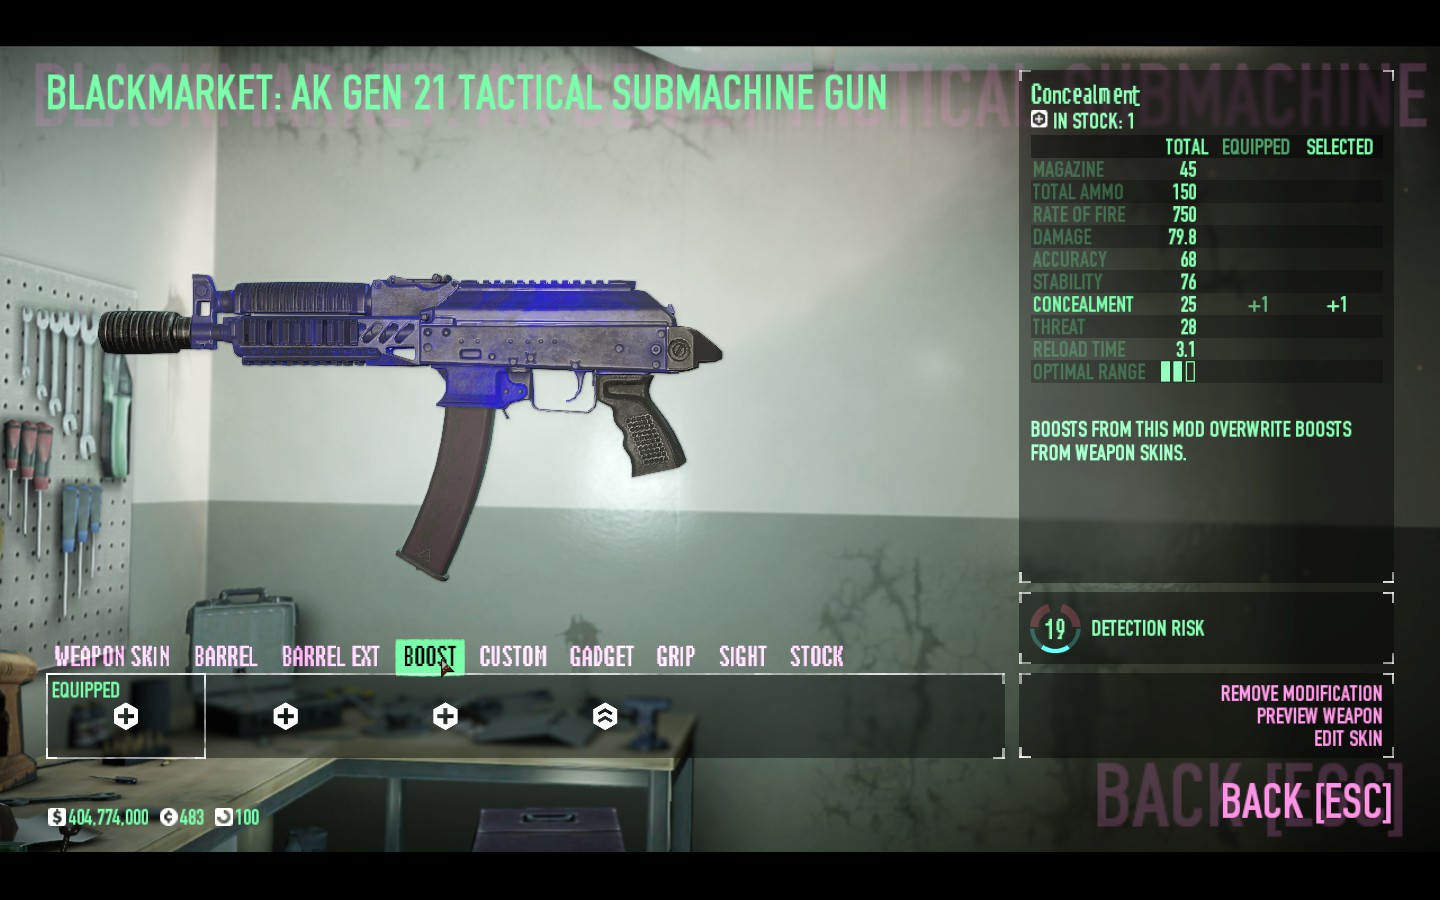 BLACKMARKET: AK GEN 21 TACTICAL SUBMACHINE GUN
Concealment
IN STOCK: 1
TOTAL EQUIPPED SELECTED
MAGAZINE 45
TOTAL AMMO 150
RATE OF FIRE 750
DAMAGE 79.8
ACCURACY 68
STABILITY 76
CONCEALMENT 25 +1 +1
THREAT 28
RELOAD TIME 3.1
OPTIMAL RANGE
BOOSTS FROM THIS MOD OVERWRITE BOOSTS
FROM WEAPON SKINS.
19 DETECTION RISK
WEAPON SKIN BARREL BARREL EXT BOOST CUSTOM GADGET GRIP SIGHT STOCK
EQUIPPED
REMOVE MODIFICATION
PREVIEW WEAPON
EDIT SKIN
$ 404,774,000 483 100
BACK [ESC]